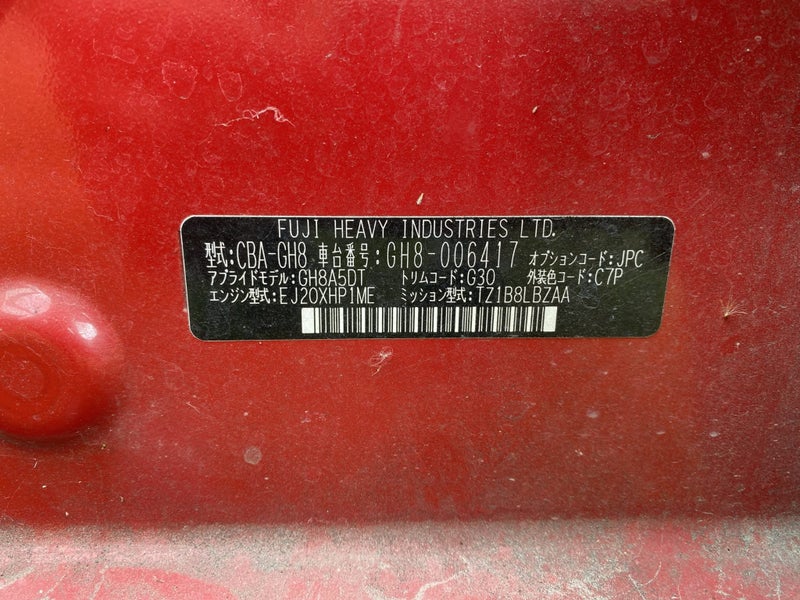 FUJI HEAVY INDUSTRIES LTD.
型式:CBA-GH8 車台番号:GH8-006417 オプションコード:JPC
アプライドモデル:GH8A5DT トリムコード:G30 外装色コード:C7P
エンジン型式:EJ20XHP1ME ミッション型式:TZ1B8LBZAA